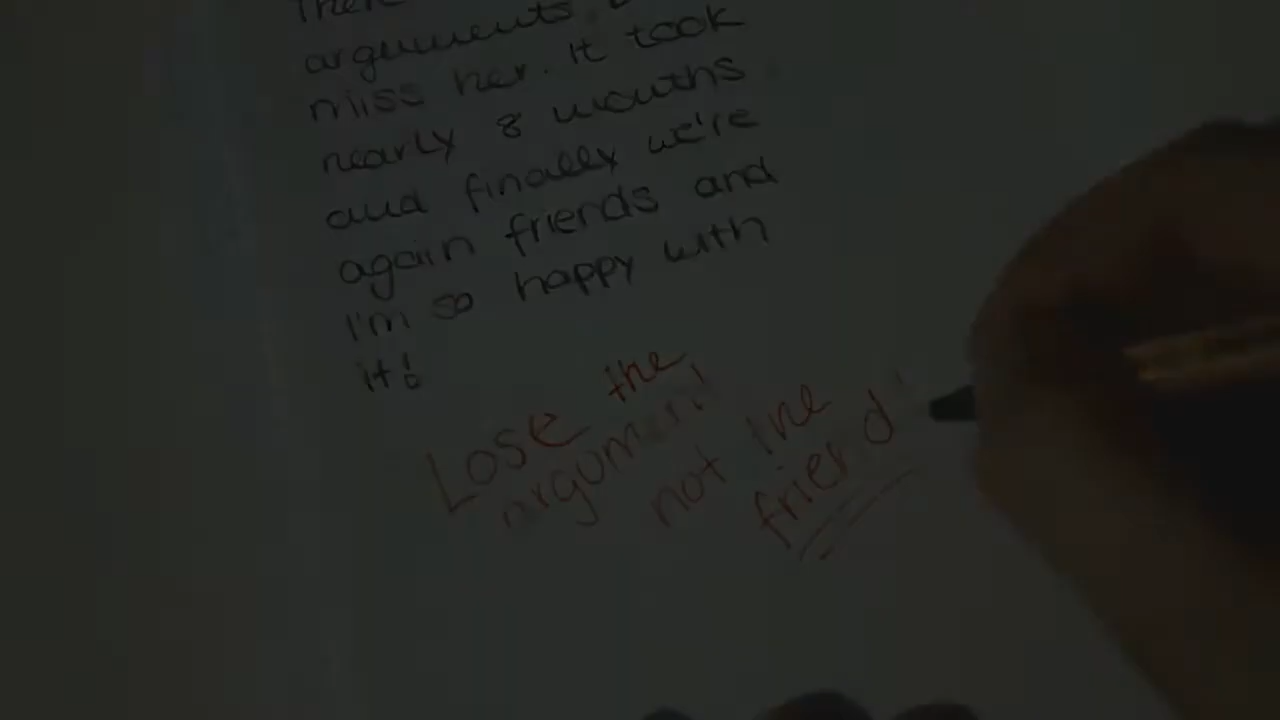 Then
arguments
miss her. It took
nearly 8 months
and finally we're
again friends and
I'm so happy with
it!
Lose the
argument
not the
friend!